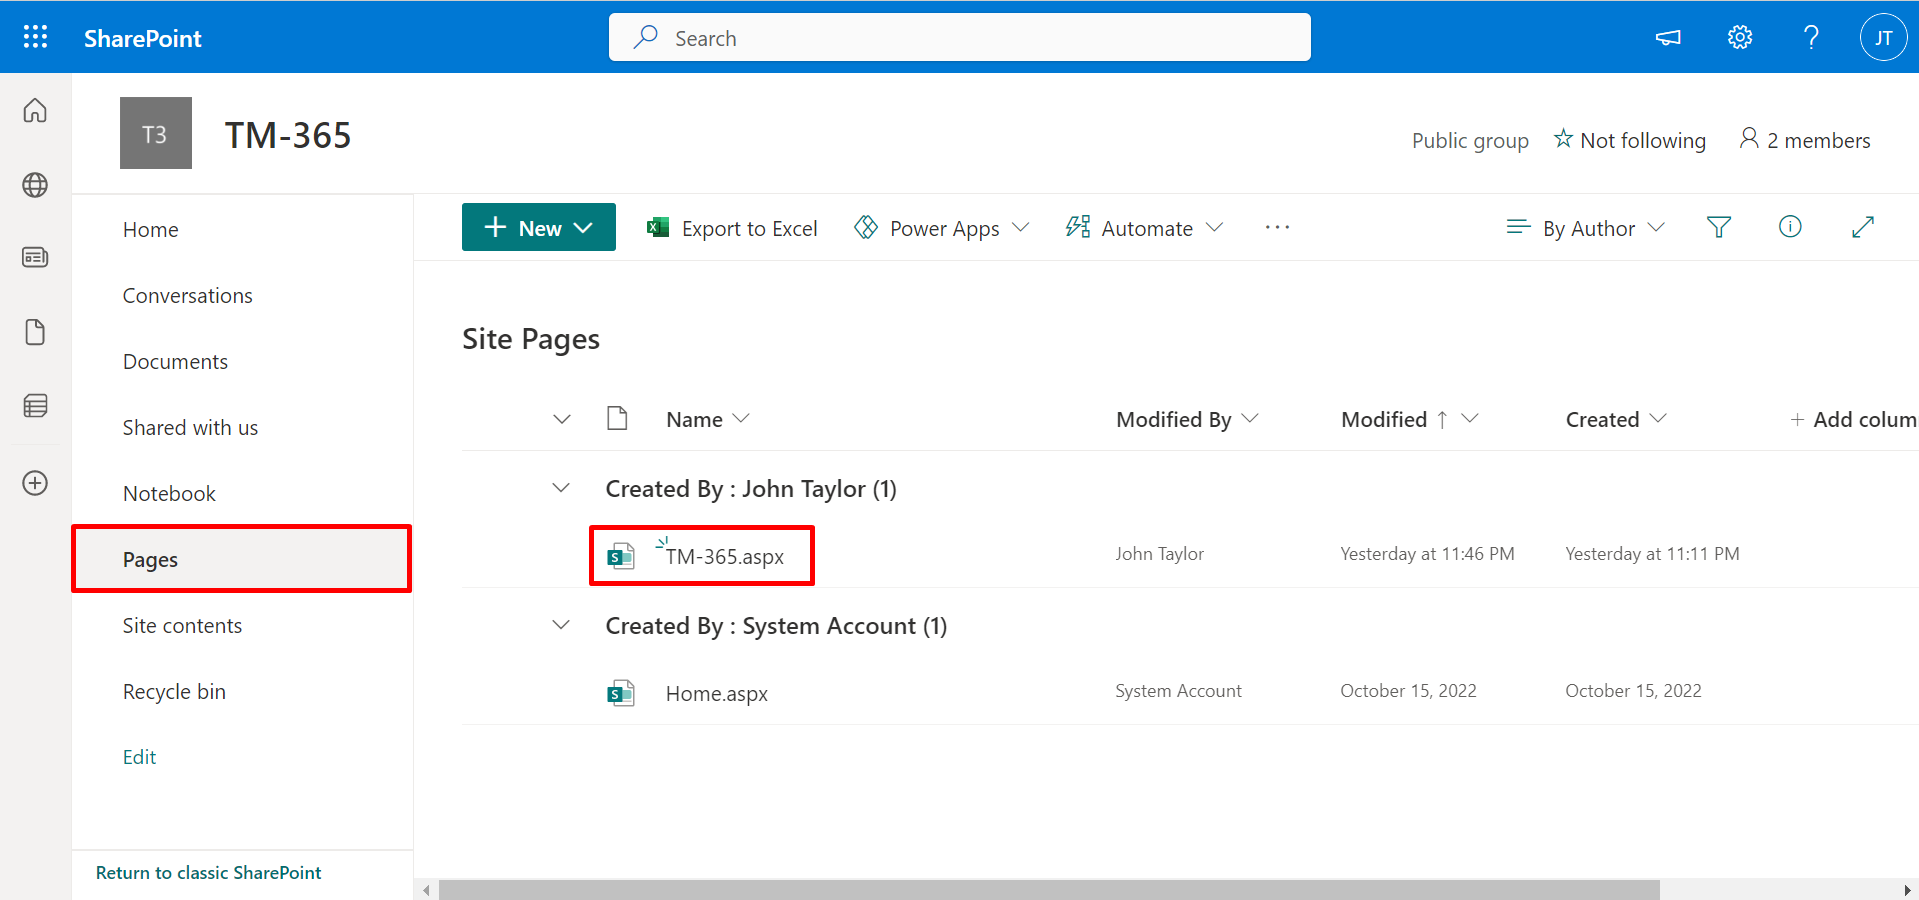 SharePoint
Search
JT
T3
TM-365
Public group
Not following
2 members
Home
Conversations
Documents
Shared with us
Notebook
Pages
Site contents
Recycle bin
Edit
Return to classic SharePoint
New
Export to Excel
Power Apps
Automate
...
By Author
Site Pages
Name
Modified By
Modified
Created
+ Add colum
Created By : John Taylor (1)
TM-365.aspx
John Taylor
Yesterday at 11:46 PM
Yesterday at 11:11 PM
Created By : System Account (1)
Home.aspx
System Account
October 15, 2022
October 15, 2022